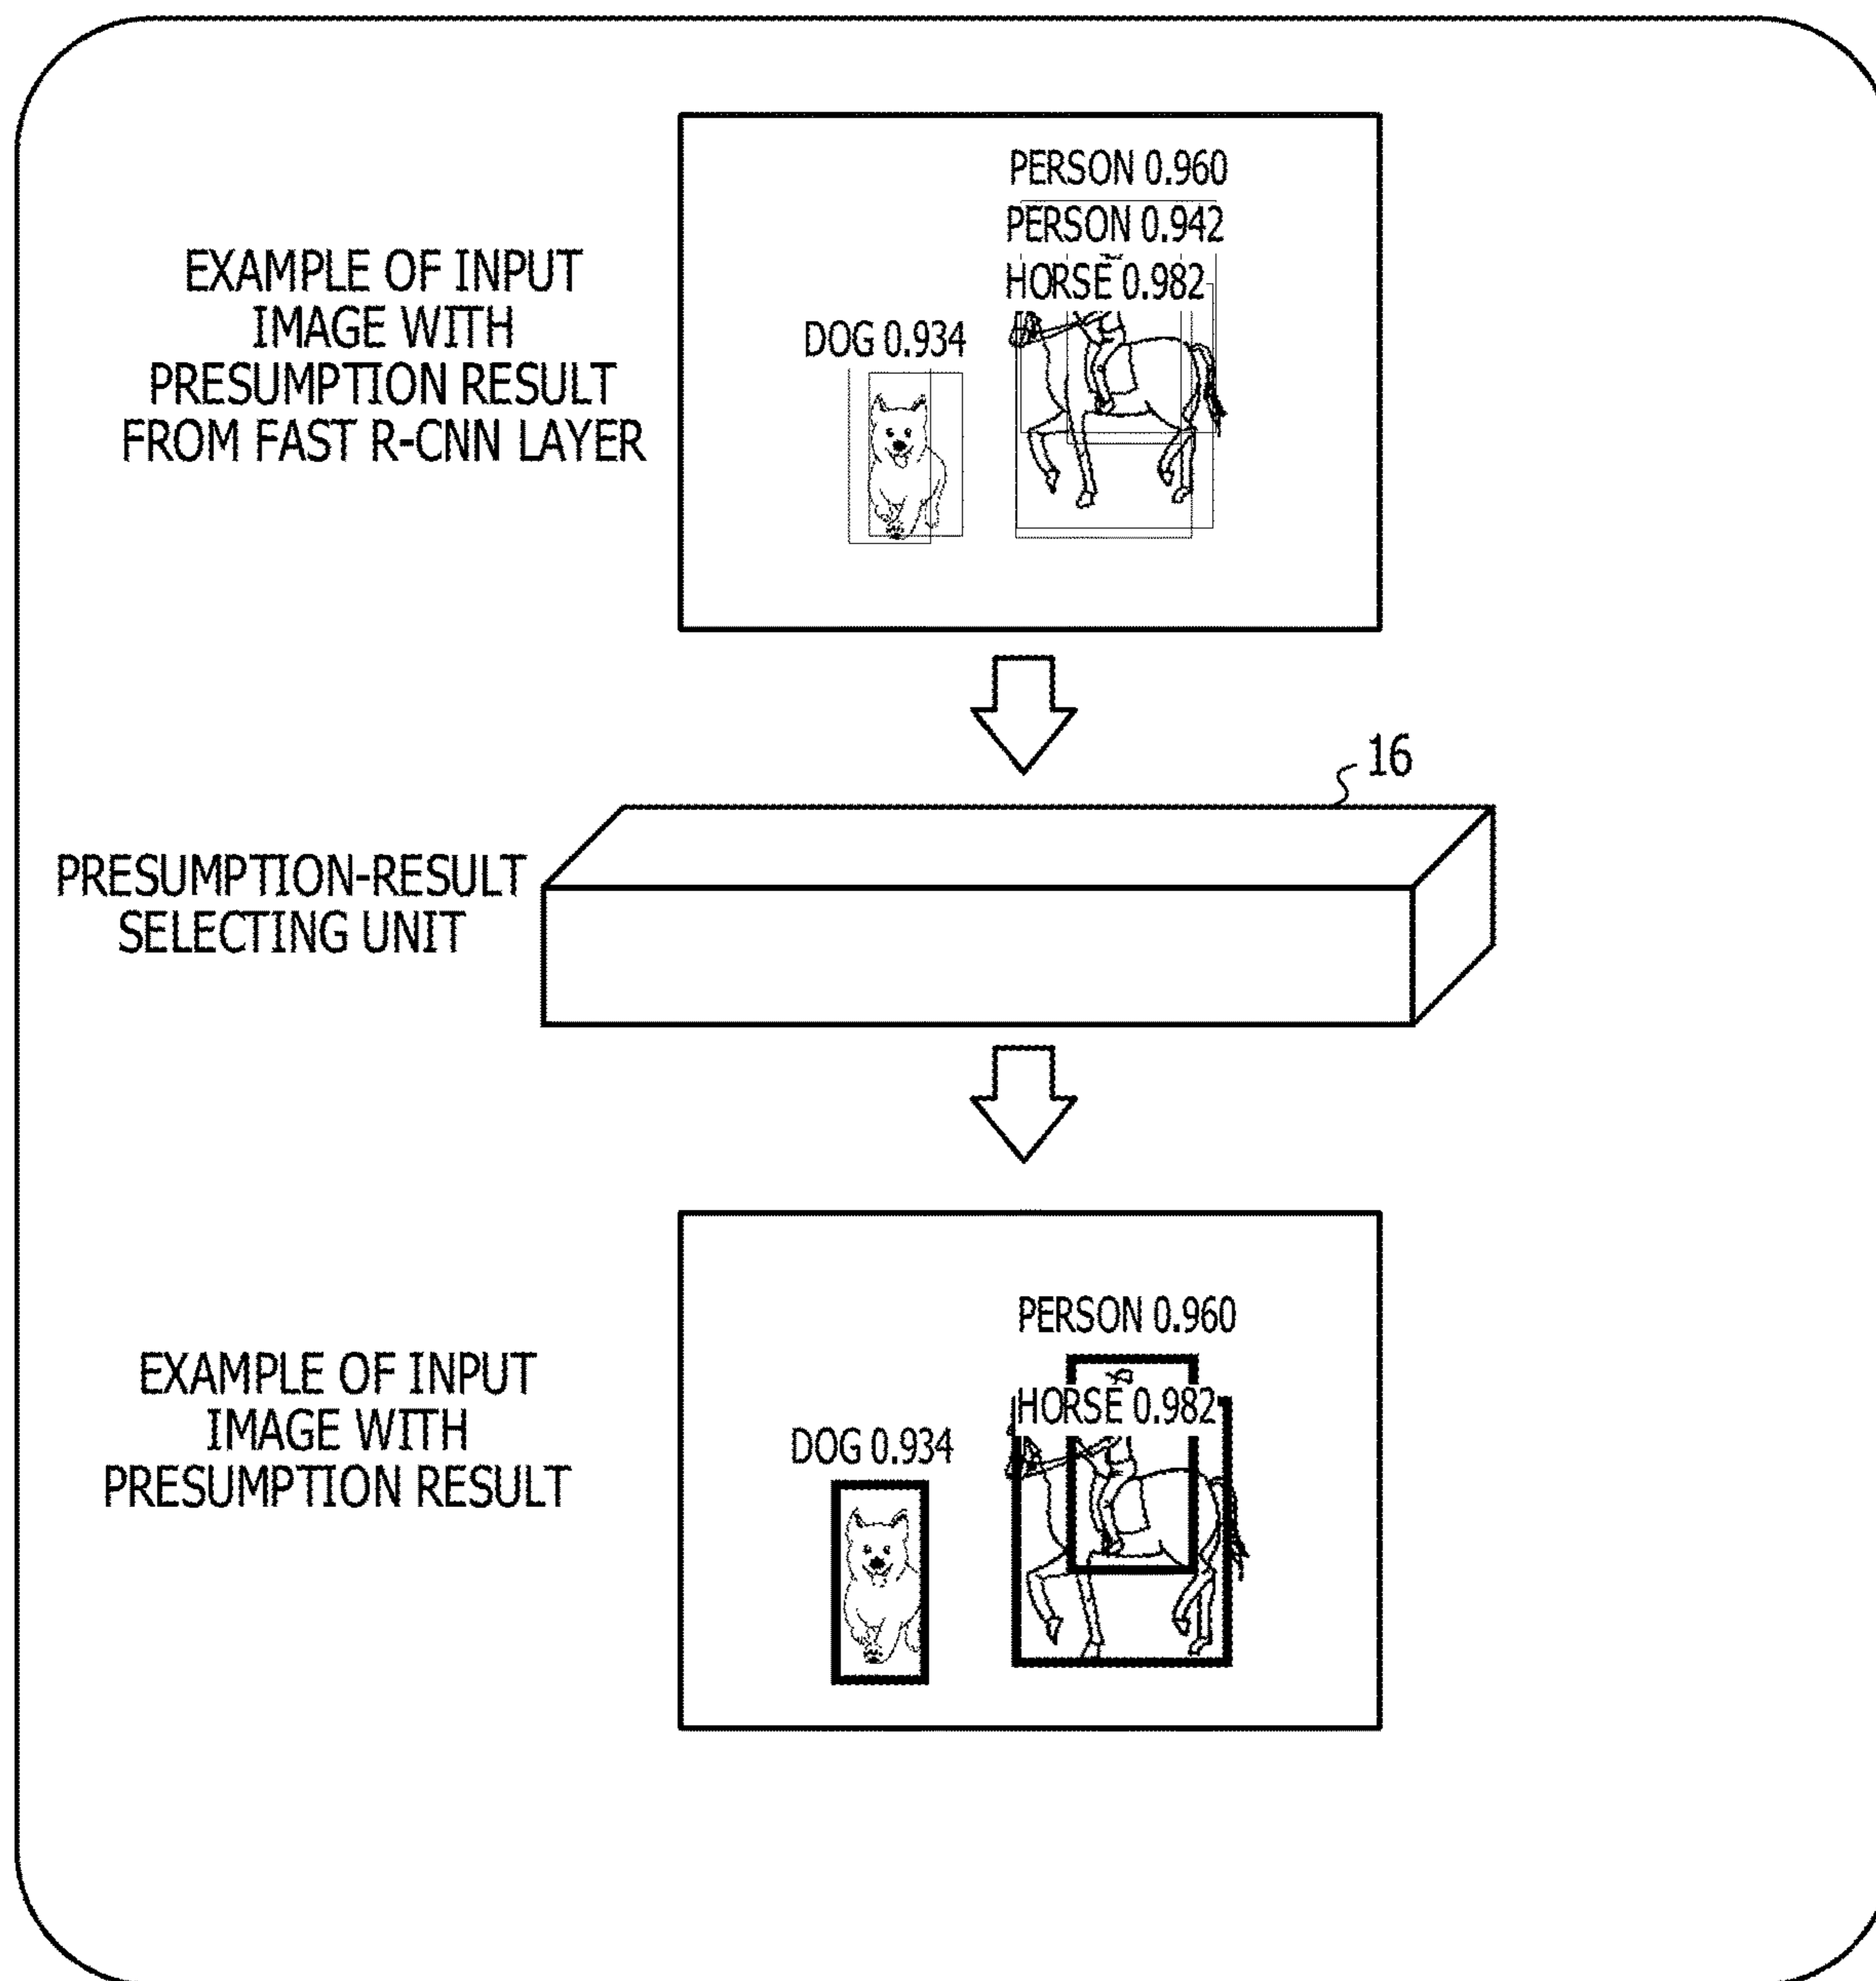 EXAMPLE OF INPUT
IMAGE WITH
PRESUMPTION RESULT
FROM FAST R-CNN LAYER
PERSON 0.960
PERSON 0.942
HORSE 0.982
DOG 0.934
16
PRESUMPTION-RESULT
SELECTING UNIT
EXAMPLE OF INPUT
IMAGE WITH
PRESUMPTION RESULT
PERSON 0.960
HORSE 0.982
DOG 0.934